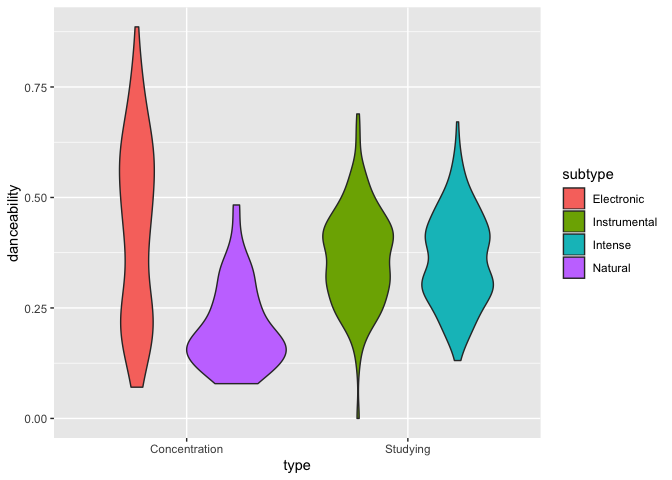 0.75
0.50
0.25
0.00
danceability
Concentration Studying
type
subtype
Electronic
Instrumental
Intense
Natural